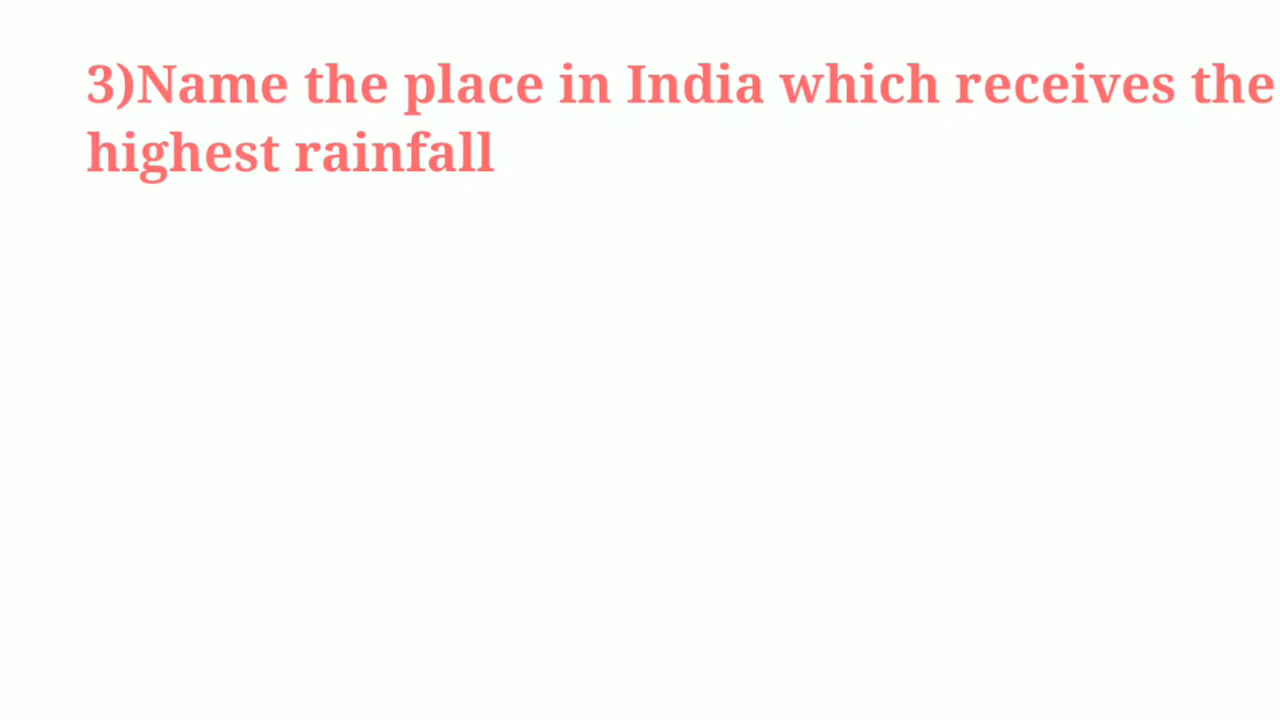 3)Name the place in India which receives the
highest rainfall